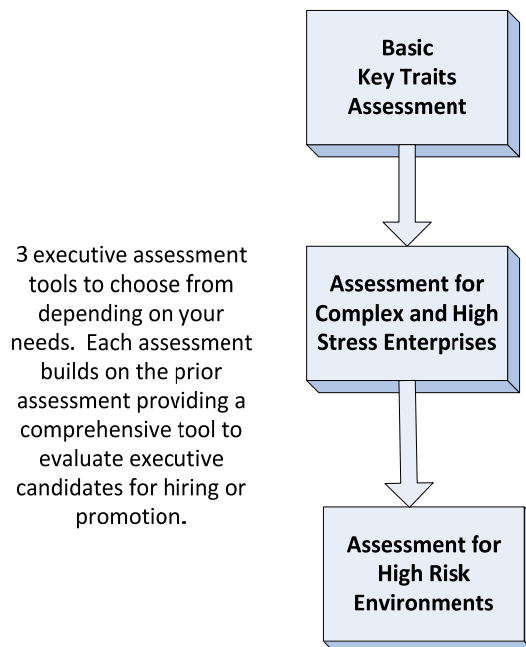 Basic
Key Traits
Assessment
3 executive assessment
tools to choose from
depending on your
needs.  Each assessment
builds on the prior
assessment providing a
comprehensive tool to
evaluate executive
candidates for hiring or
promotion.
Assessment for
Complex and High
Stress Enterprises
Assessment for
High Risk
Environments